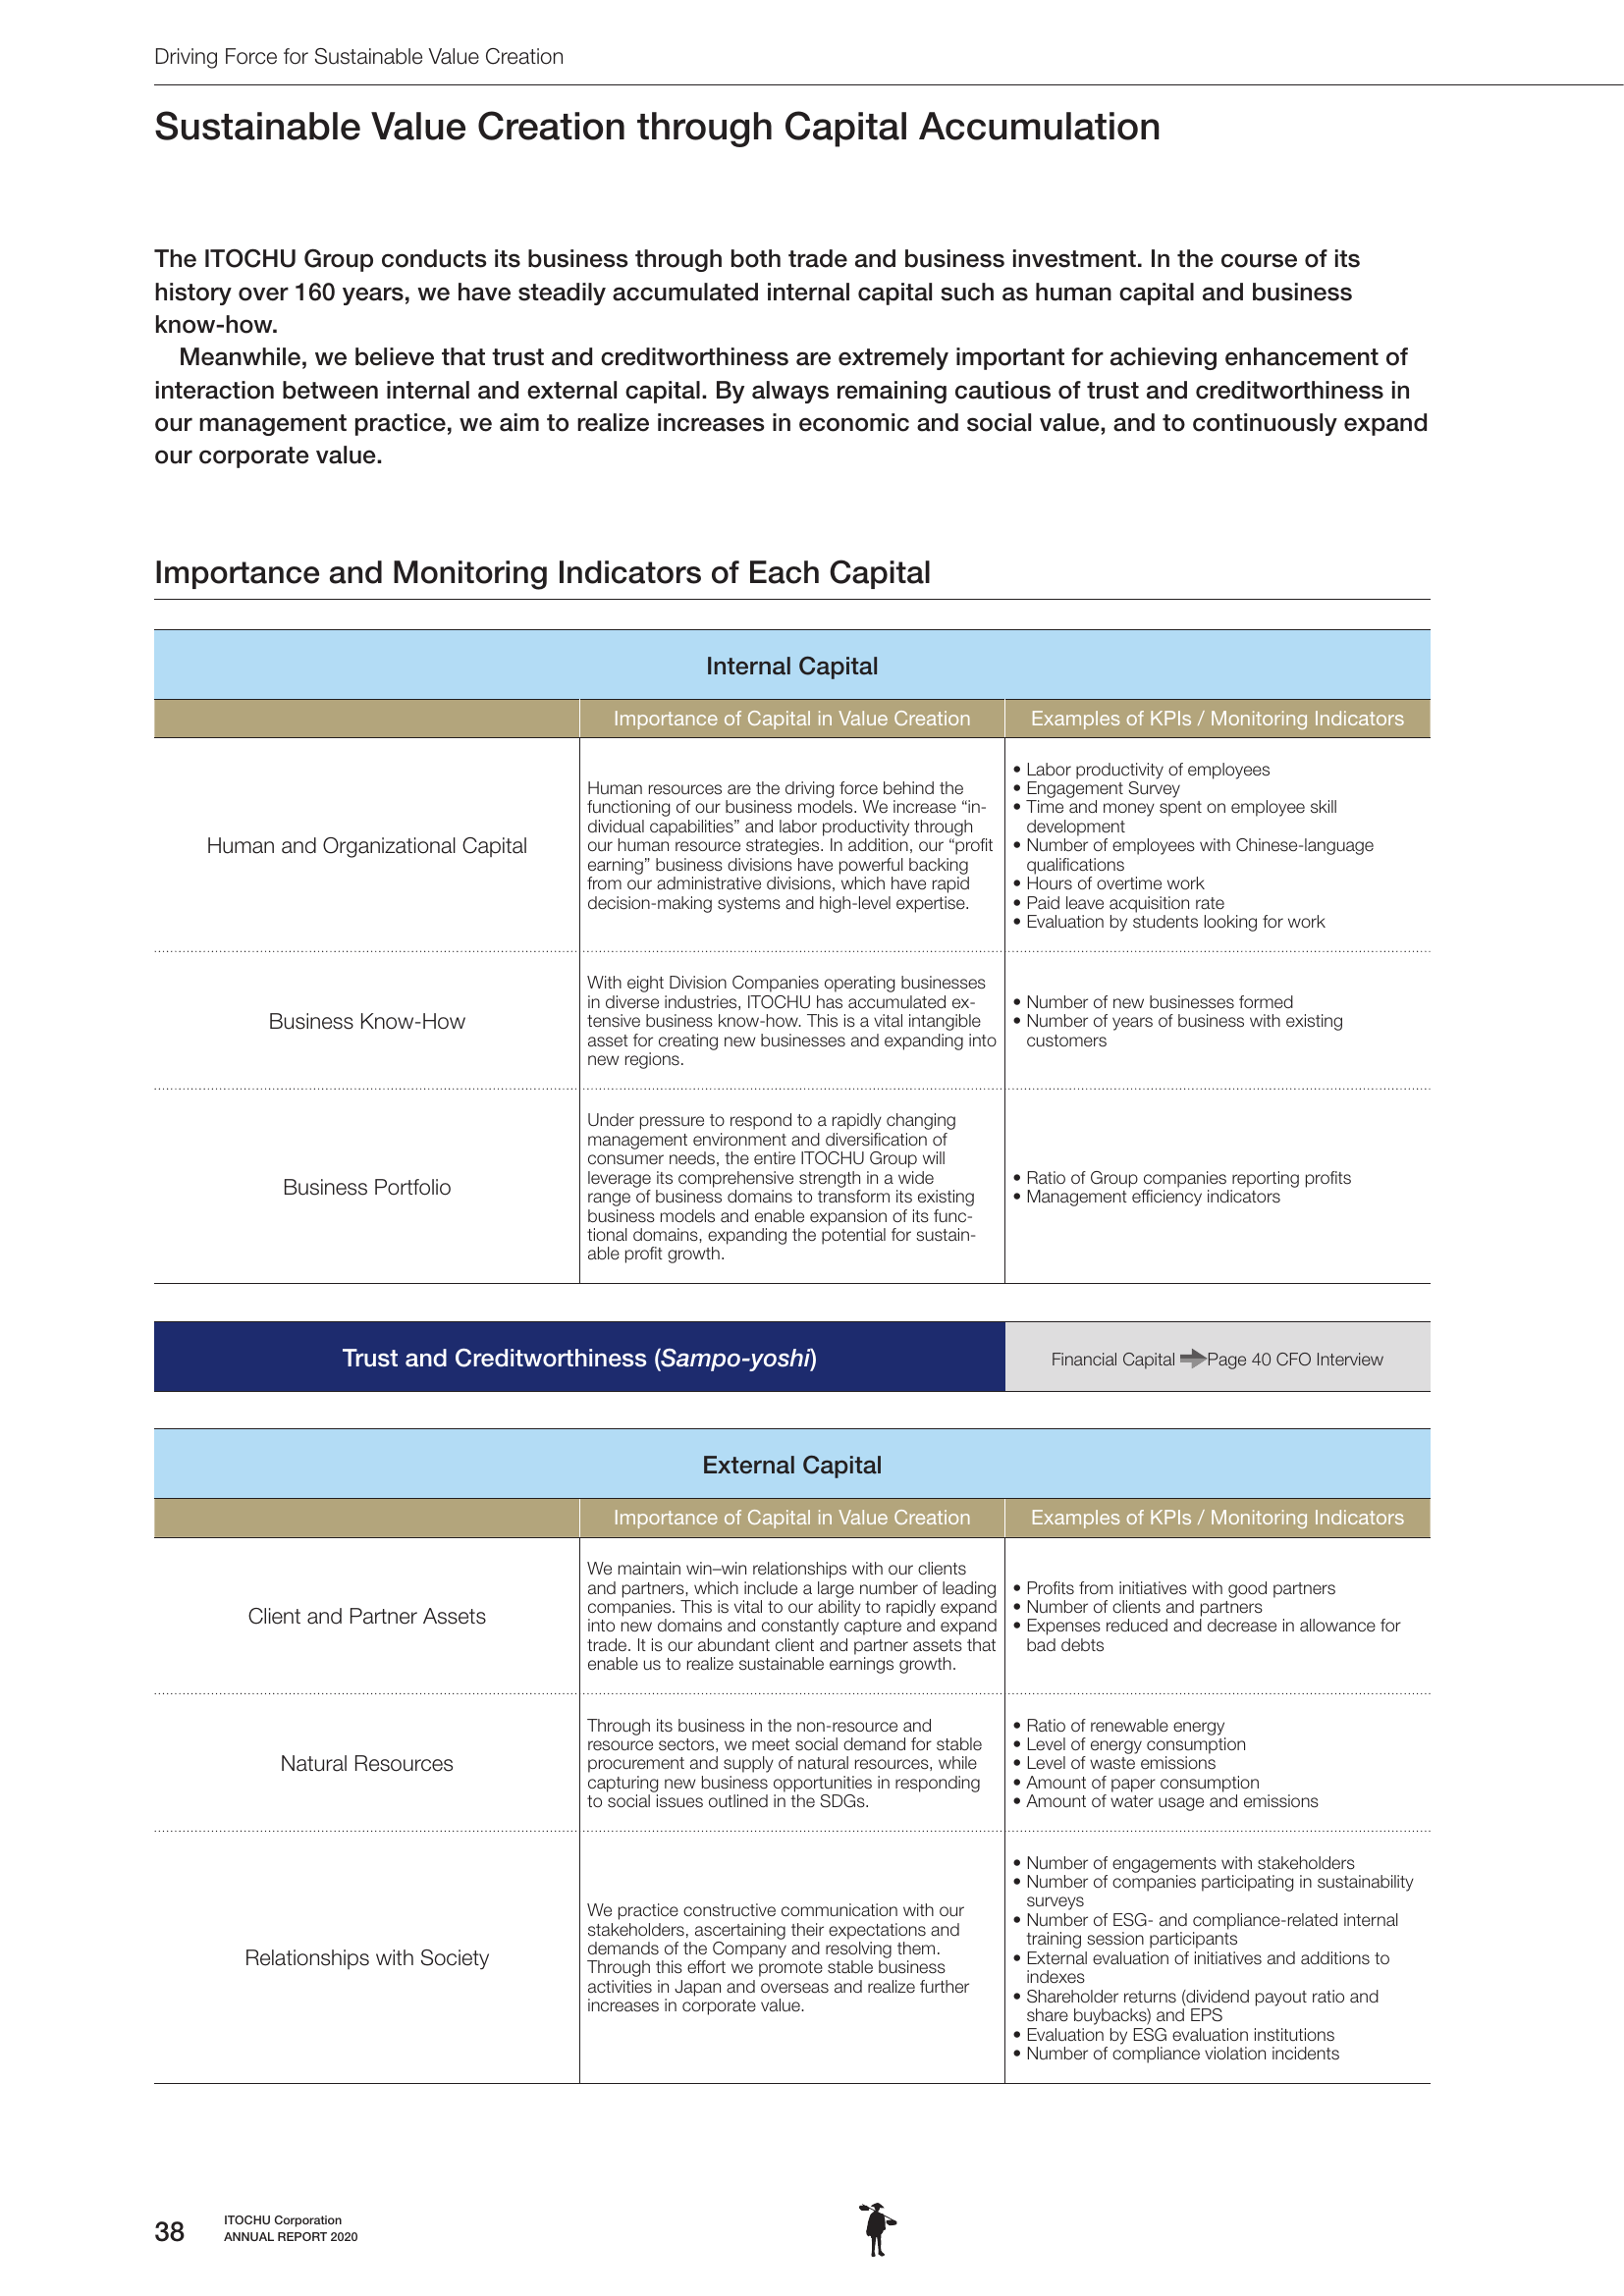 Driving Force for Sustainable Value Creation
Sustainable Value Creation through Capital Accumulation
The ITOCHU Group conducts its business through both trade and business investment. In the course of its
history over 160 years, we have steadily accumulated internal capital such as human capital and business
know-how.
Meanwhile, we believe that trust and creditworthiness are extremely important for achieving enhancement of
interaction between internal and external capital. By always remaining cautious of trust and creditworthiness in
our management practice, we aim to realize increases in economic and social value, and to continuously expand
our corporate value.
Importance and Monitoring Indicators of Each Capital
Internal Capital
Importance of Capital in Value Creation
Examples of KPIs / Monitoring Indicators
Human and Organizational Capital
Human resources are the driving force behind the
functioning of our business models. We increase “in-
dividual capabilities” and labor productivity through
our human resource strategies. In addition, our “profit
earning” business divisions have powerful backing
from our administrative divisions, which have rapid
decision-making systems and high-level expertise.
• Labor productivity of employees
• Engagement Survey
• Time and money spent on employee skill
development
• Number of employees with Chinese-language
qualifications
• Hours of overtime work
• Paid leave acquisition rate
• Evaluation by students looking for work
Business Know-How
With eight Division Companies operating businesses
in diverse industries, ITOCHU has accumulated ex-
tensive business know-how. This is a vital intangible
asset for creating new businesses and expanding into
new regions.
• Number of new businesses formed
• Number of years of business with existing
customers
Business Portfolio
Under pressure to respond to a rapidly changing
management environment and diversification of
consumer needs, the entire ITOCHU Group will
leverage its comprehensive strength in a wide
range of business domains to transform its existing
business models and enable expansion of its func-
tional domains, expanding the potential for sustain-
able profit growth.
• Ratio of Group companies reporting profits
• Management efficiency indicators
Trust and Creditworthiness (Sampo-yoshi)
Financial Capital Page 40 CFO Interview
External Capital
Importance of Capital in Value Creation
Examples of KPIs / Monitoring Indicators
Client and Partner Assets
We maintain win–win relationships with our clients
and partners, which include a large number of leading
companies. This is vital to our ability to rapidly expand
into new domains and constantly capture and expand
trade. It is our abundant client and partner assets that
enable us to realize sustainable earnings growth.
• Profits from initiatives with good partners
• Number of clients and partners
• Expenses reduced and decrease in allowance for
bad debts
Natural Resources
Through its business in the non-resource and
resource sectors, we meet social demand for stable
procurement and supply of natural resources, while
capturing new business opportunities in responding
to social issues outlined in the SDGs.
• Ratio of renewable energy
• Level of energy consumption
• Level of waste emissions
• Amount of paper consumption
• Amount of water usage and emissions
Relationships with Society
We practice constructive communication with our
stakeholders, ascertaining their expectations and
demands of the Company and resolving them.
Through this effort we promote stable business
activities in Japan and overseas and realize further
increases in corporate value.
• Number of engagements with stakeholders
• Number of companies participating in sustainability
surveys
• Number of ESG- and compliance-related internal
training session participants
• External evaluation of initiatives and additions to
indexes
• Shareholder returns (dividend payout ratio and
share buybacks) and EPS
• Evaluation by ESG evaluation institutions
• Number of compliance violation incidents
38
ITOCHU Corporation
ANNUAL REPORT 2020